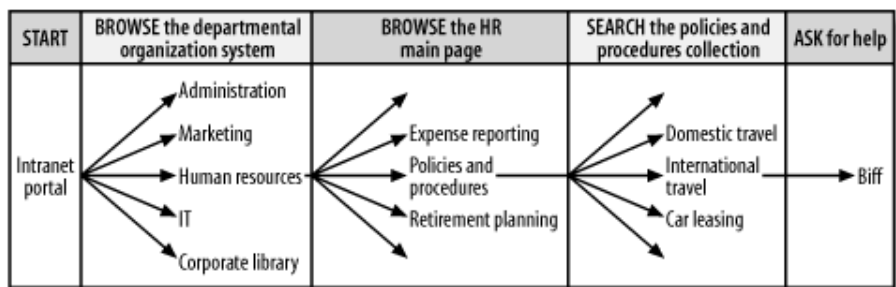 START
BROWSE the departmental
organization system
BROWSE the HR
main page
SEARCH the policies and
procedures collection
ASK for help
Intranet
portal
Administration
Marketing
Human resources
IT
Corporate library
Expense reporting
Policies and
procedures
Retirement planning
Domestic travel
International
travel
Car leasing
Biff